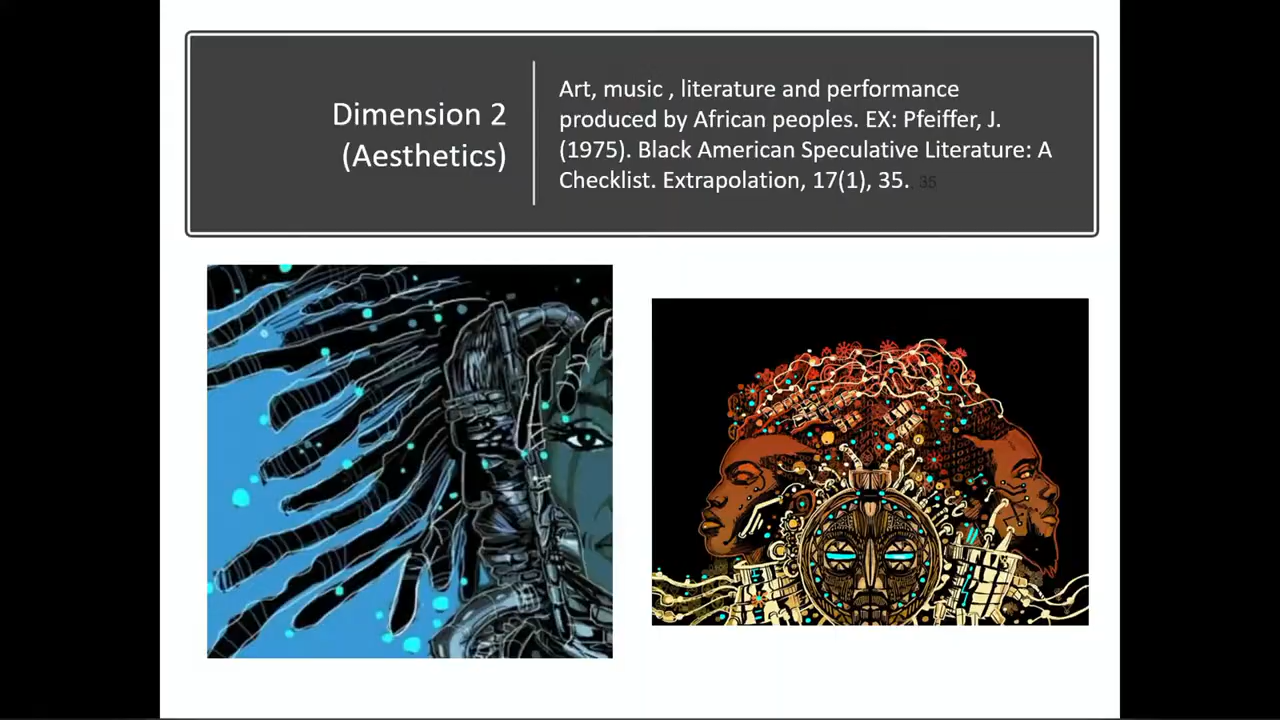 Dimension 2
(Aesthetics)
Art, music , literature and performance
produced by African peoples. EX: Pfeiffer, J.
(1975). Black American Speculative Literature: A
Checklist. Extrapolation, 17(1), 35. 35